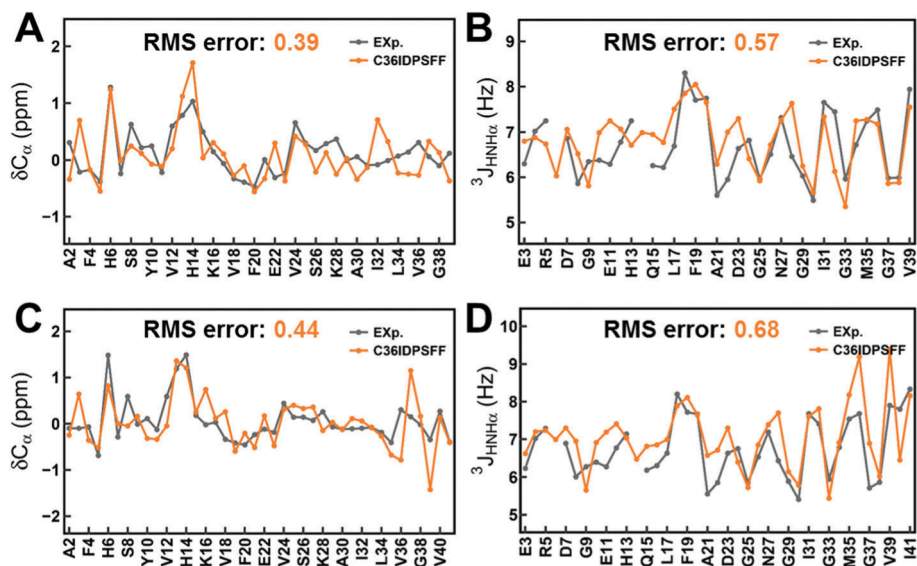 A
RMS error: 0.39
EXp.
C36IDPSFF
δCα (ppm)
2
1
0
−1
A2 F4 H6 S8 Y10 V12 H14 K16 V18 F20 E22 V24 S26 K28 A30 I32 L34 V36 G38
B
RMS error: 0.57
EXp.
C36IDPSFF
³JHNHα (Hz)
9
8
7
6
5
E3 R5 D7 G9 E11 H13 Q15 L17 F19 A21 D23 G25 N27 G29 I31 G33 M35 G37 V39
C
RMS error: 0.44
EXp.
C36IDPSFF
δCα (ppm)
2
1
0
−1
−2
A2 F4 H6 S8 Y10 V12 H14 K16 V18 F20 E22 V24 S26 K28 A30 I32 L34 V36 G38 V40
D
RMS error: 0.68
EXp.
C36IDPSFF
³JHNHα (Hz)
10
9
8
7
6
5
E3 R5 D7 G9 E11 H13 Q15 L17 F19 A21 D23 G25 N27 G29 I31 G33 M35 G37 V39 I41